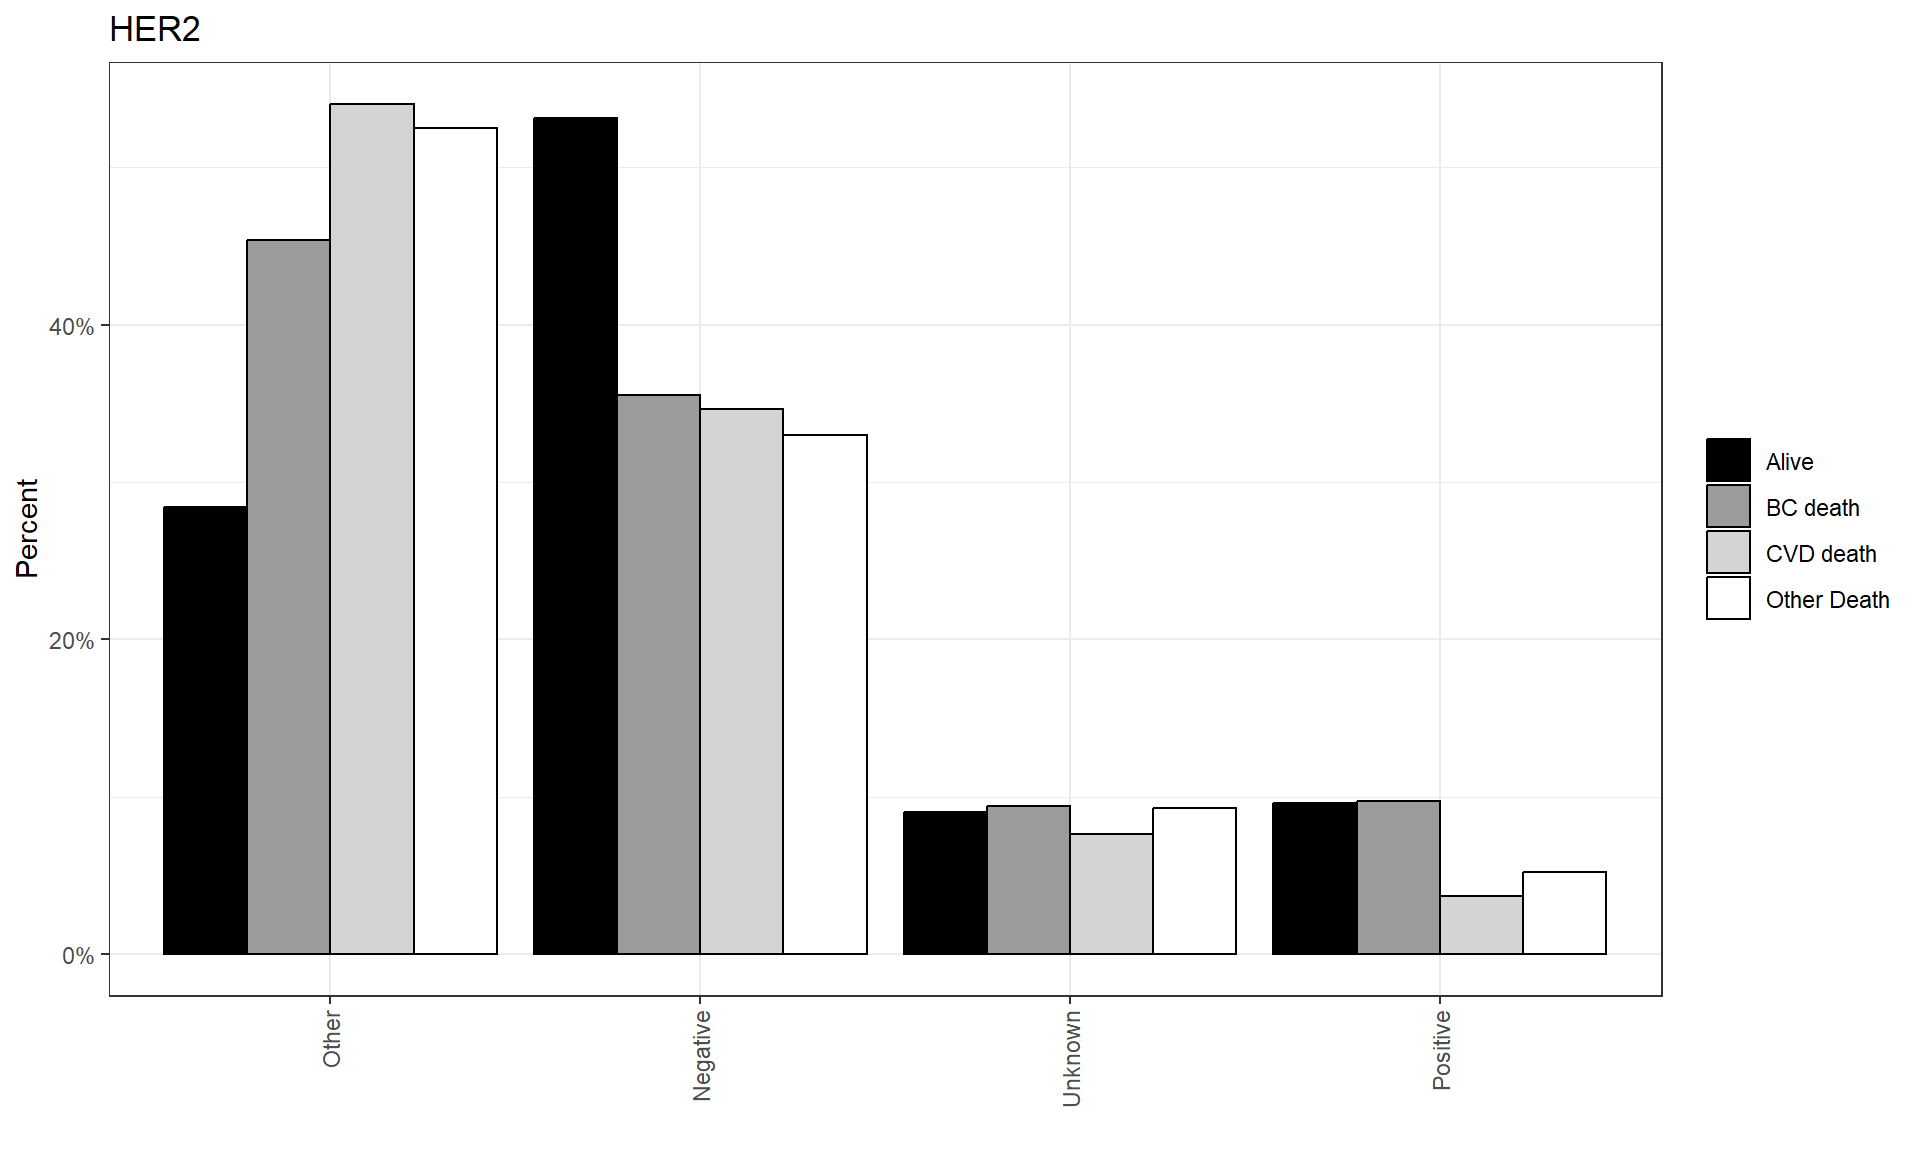 HER2
Percent
40%
20%
0%
Other
Negative
Unknown
Positive
Alive
BC death
CVD death
Other Death